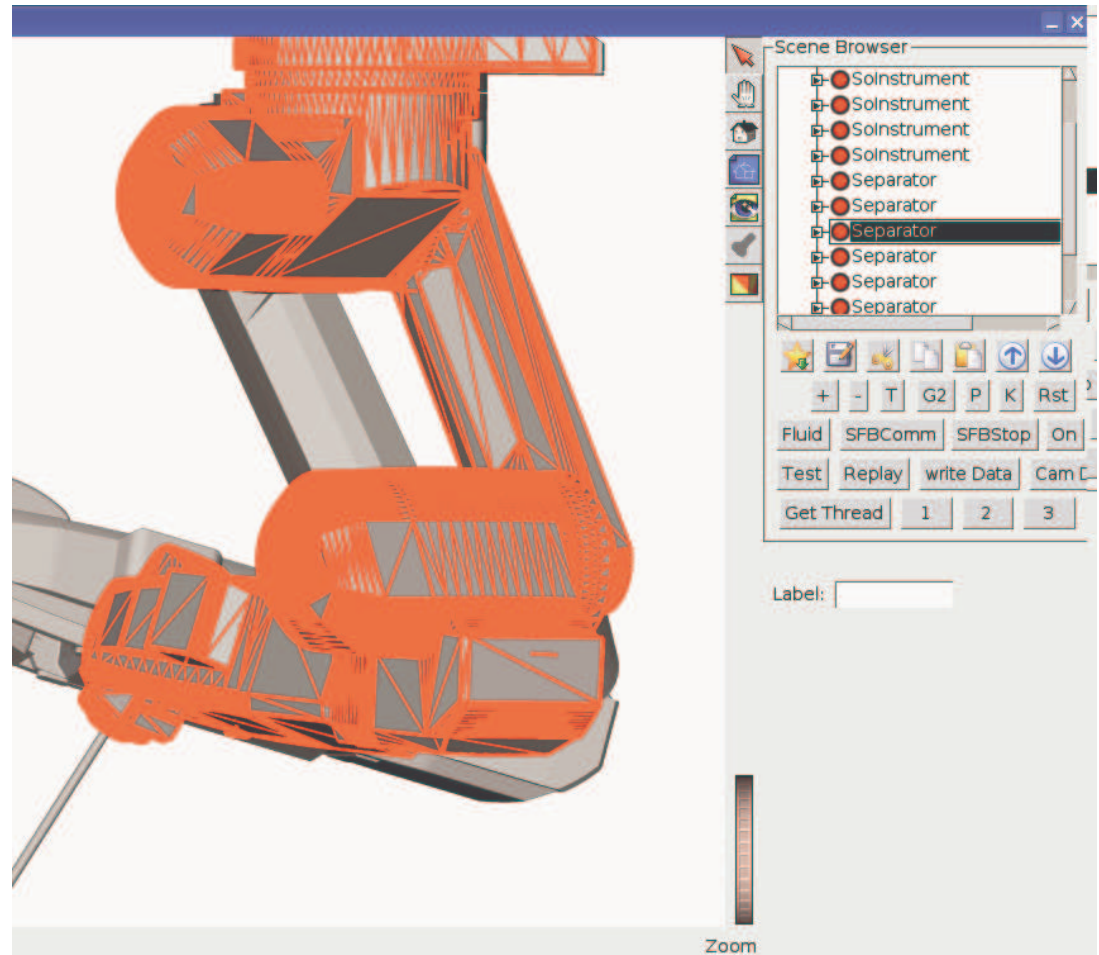 Scene Browser
SoInstrument
SoInstrument
SoInstrument
SoInstrument
Separator
Separator
Separator
Separator
Separator
Separator
+ - T G2 P K Rst
Fluid SFBComm SFBStop On
Test Replay write Data Cam
Get Thread 1 2 3
Label:
Zoom